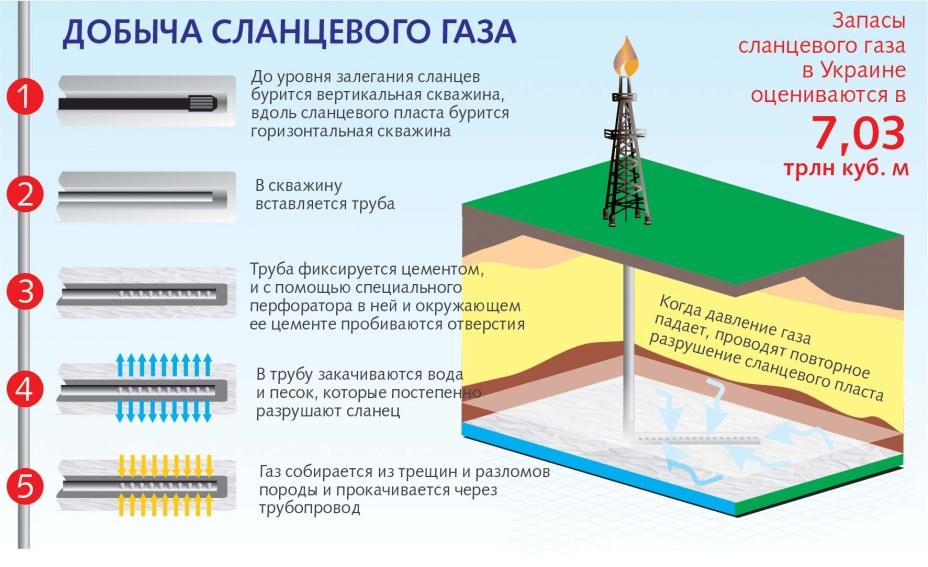 ДОБЫЧА СЛАНЦЕВОГО ГАЗА
1
До уровня залегания сланцев
бурится вертикальная скважина,
вдоль сланцевого пласта бурится
горизонтальная скважина
2
В скважину
вставляется труба
3
Труба фиксируется цементом,
и с помощью специального
перфоратора в ней и окружающем
ее цементе пробиваются отверстия
4
В трубу закачиваются вода
и песок, которые постепенно
разрушают сланец
5
Газ собирается из трещин и разломов
породы и прокачивается через
трубопровод
Запасы
сланцевого газа
в Украине
оцениваются в
7,03
трлн куб. м
Когда давление газа
падает, проводят повторное
разрушение сланцевого пласта